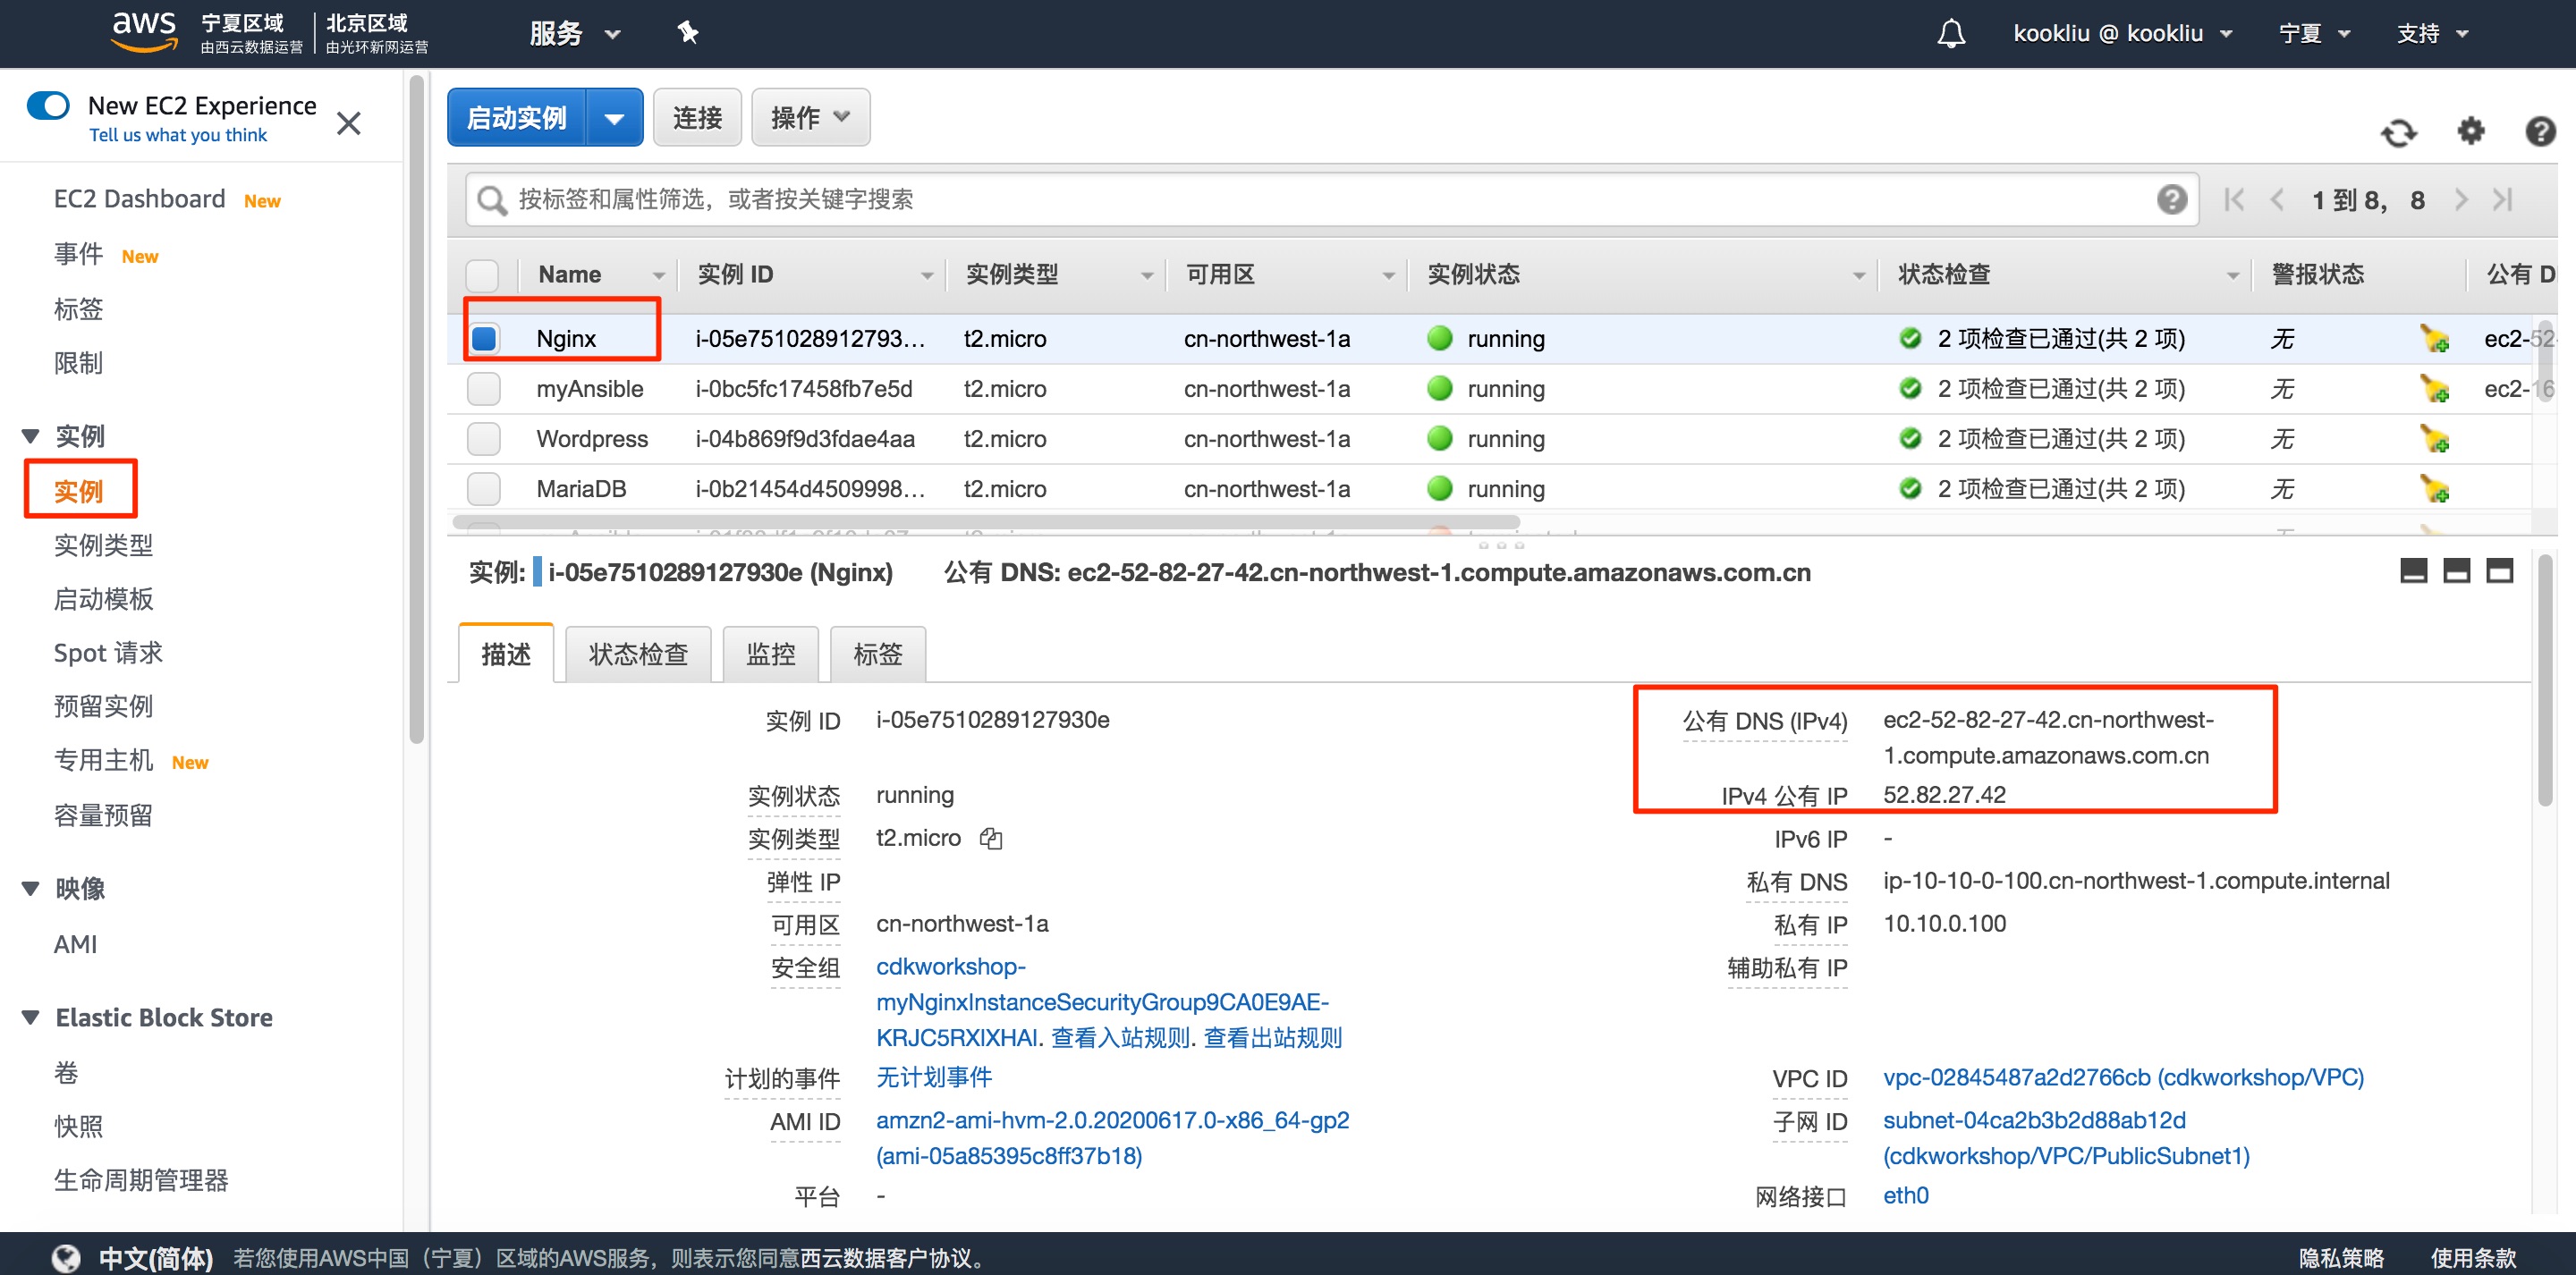 aws 宁夏区域 由西云数据运营 北京区域 由光环新网运营 服务 kookliu @ kookliu 宁夏 支持
New EC2 Experience
Tell us what you think
EC2 Dashboard New
事件 New
标签
限制
实例
实例
实例类型
启动模板
Spot 请求
预留实例
专用主机 New
容量预留
映像
AMI
Elastic Block Store
卷
快照
生命周期管理器
启动实例 连接 操作
按标签和属性筛选，或者按关键字搜索 1 到 8， 8
Name 实例 ID 实例类型 可用区 实例状态 状态检查 警报状态 公有 D
Nginx i-05e751028912793... t2.micro cn-northwest-1a running 2 项检查已通过(共 2 项) 无 ec2-52-
myAnsible i-0bc5fc17458fb7e5d t2.micro cn-northwest-1a running 2 项检查已通过(共 2 项) 无 ec2-16
Wordpress i-04b869f9d3fdae4aa t2.micro cn-northwest-1a running 2 项检查已通过(共 2 项) 无
MariaDB i-0b21454d4509998... t2.micro cn-northwest-1a running 2 项检查已通过(共 2 项) 无
实例: i-05e7510289127930e (Nginx) 公有 DNS: ec2-52-82-27-42.cn-northwest-1.compute.amazonaws.com.cn
描述 状态检查 监控 标签
实例 ID i-05e7510289127930e
实例状态 running
实例类型 t2.micro
弹性 IP
可用区 cn-northwest-1a
安全组 cdkworkshop-
myNginxInstanceSecurityGroup9CA0E9AE-
KRJC5RXIXHAI. 查看入站规则. 查看出站规则
计划的事件 无计划事件
AMI ID amzn2-ami-hvm-2.0.20200617.0-x86_64-gp2
(ami-05a85395c8ff37b18)
平台 -
公有 DNS (IPv4) ec2-52-82-27-42.cn-northwest-
1.compute.amazonaws.com.cn
IPv4 公有 IP 52.82.27.42
IPv6 IP -
私有 DNS ip-10-10-0-100.cn-northwest-1.compute.internal
私有 IP 10.10.0.100
辅助私有 IP
VPC ID vpc-02845487a2d2766cb (cdkworkshop/VPC)
子网 ID subnet-04ca2b3b2d88ab12d
(cdkworkshop/VPC/PublicSubnet1)
网络接口 eth0
中文(简体) 若您使用AWS中国（宁夏）区域的AWS服务，则表示您同意西云数据客户协议。 隐私策略 使用条款